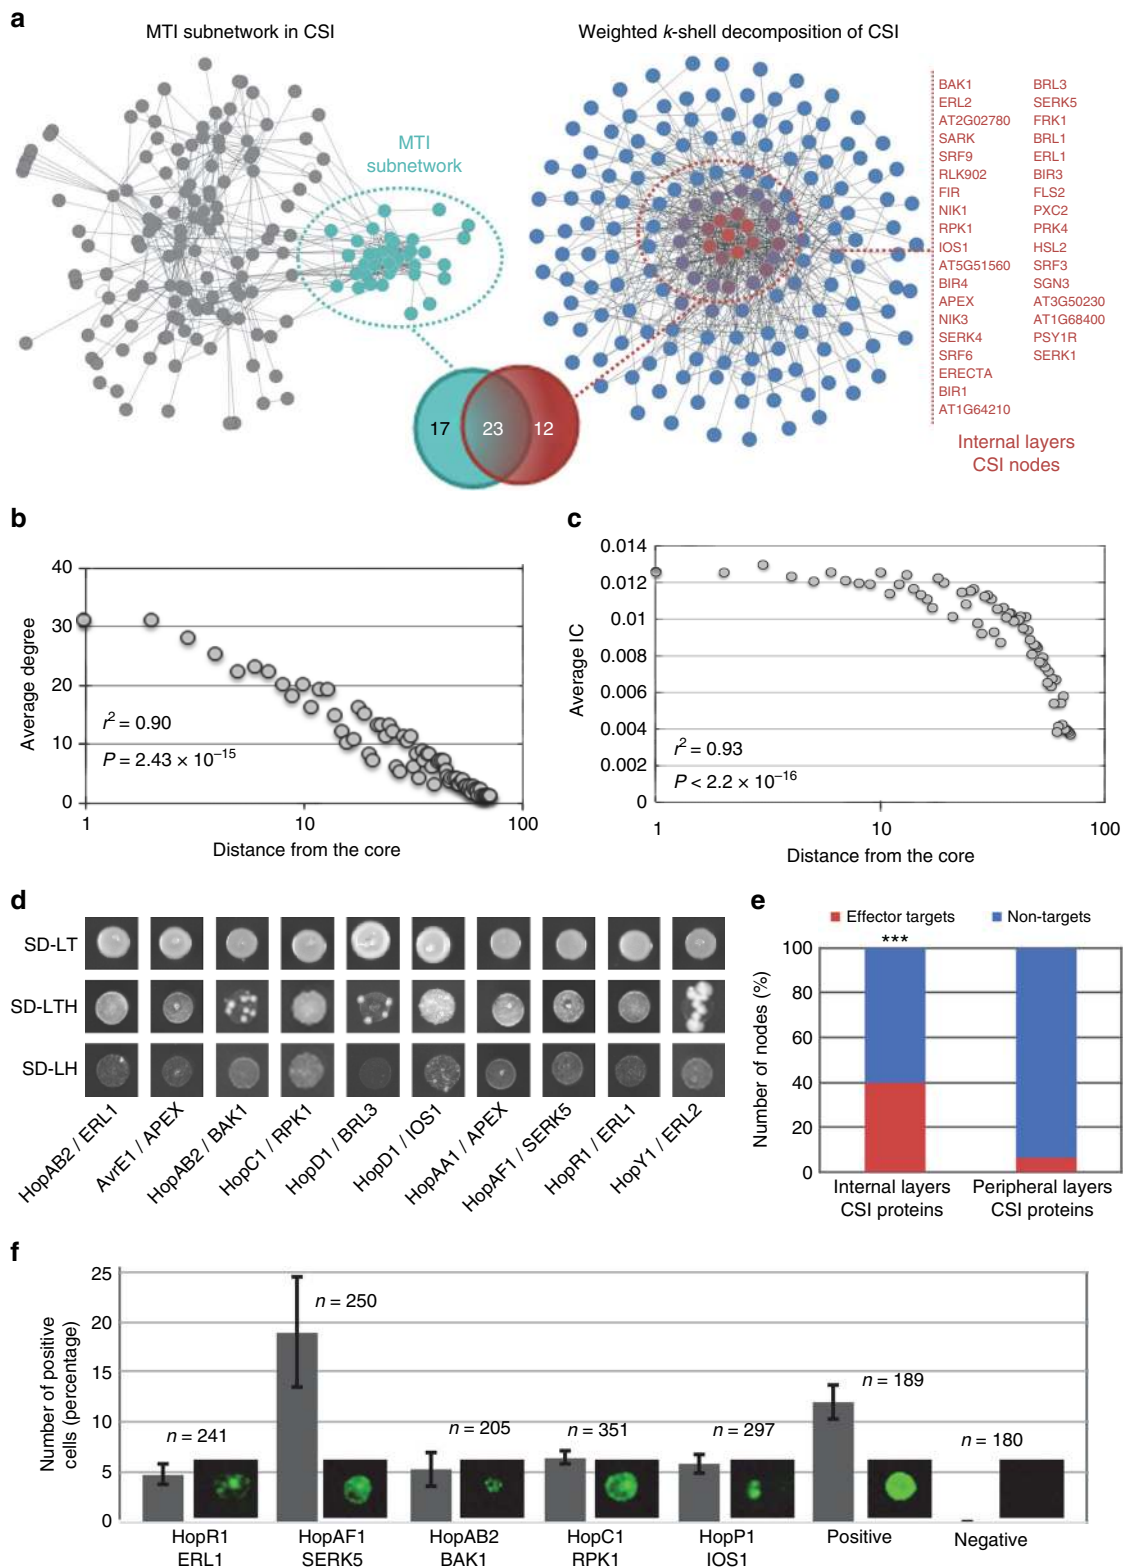 a
MTI subnetwork in CSI
Weighted k-shell decomposition of CSI
MTI
subnetwork
BAK1 BRL3
ERL2 SERK5
AT2G02780 FRK1
SARK BRL1
SRF9 ERL1
RLK902 BIR3
FIR FLS2
NIK1 PXC2
RPK1 PRK4
IOS1 HSL2
AT5G51560 SRF3
BIR4 SGN3
APEX AT3G50230
NIK3 AT1G68400
SERK4 PSY1R
SRF6 SERK1
ERECTA
BIR1
AT1G64210
Internal layers
CSI nodes
17 23 12
b
Average degree
40
30
20
10
0
r² = 0.90
P = 2.43 × 10⁻¹⁵
1 10 100
Distance from the core
c
Average IC
0.014
0.012
0.01
0.008
0.006
0.004
0.002
0
r² = 0.93
P < 2.2 × 10⁻¹⁶
1 10 100
Distance from the core
d
SD-LT
SD-LTH
SD-LH
HopAB2 / ERL1
AvrE1 / APEX
HopAB2 / BAK1
HopC1 / RPK1
HopD1 / BRL3
HopD1 / IOS1
HopAA1 / APEX
HopAF1 / SERK5
HopR1 / ERL1
HopY1 / ERL2
e
Effector targets Non-targets
Number of nodes (%)
100
80
60
40
20
0
***
Internal layers
CSI proteins
Peripheral layers
CSI proteins
f
Number of positive
cells (percentage)
25
20
15
10
5
0
n = 241
n = 250
n = 205
n = 351
n = 297
n = 189
n = 180
HopR1
ERL1
HopAF1
SERK5
HopAB2
BAK1
HopC1
RPK1
HopP1
IOS1
Positive
Negative